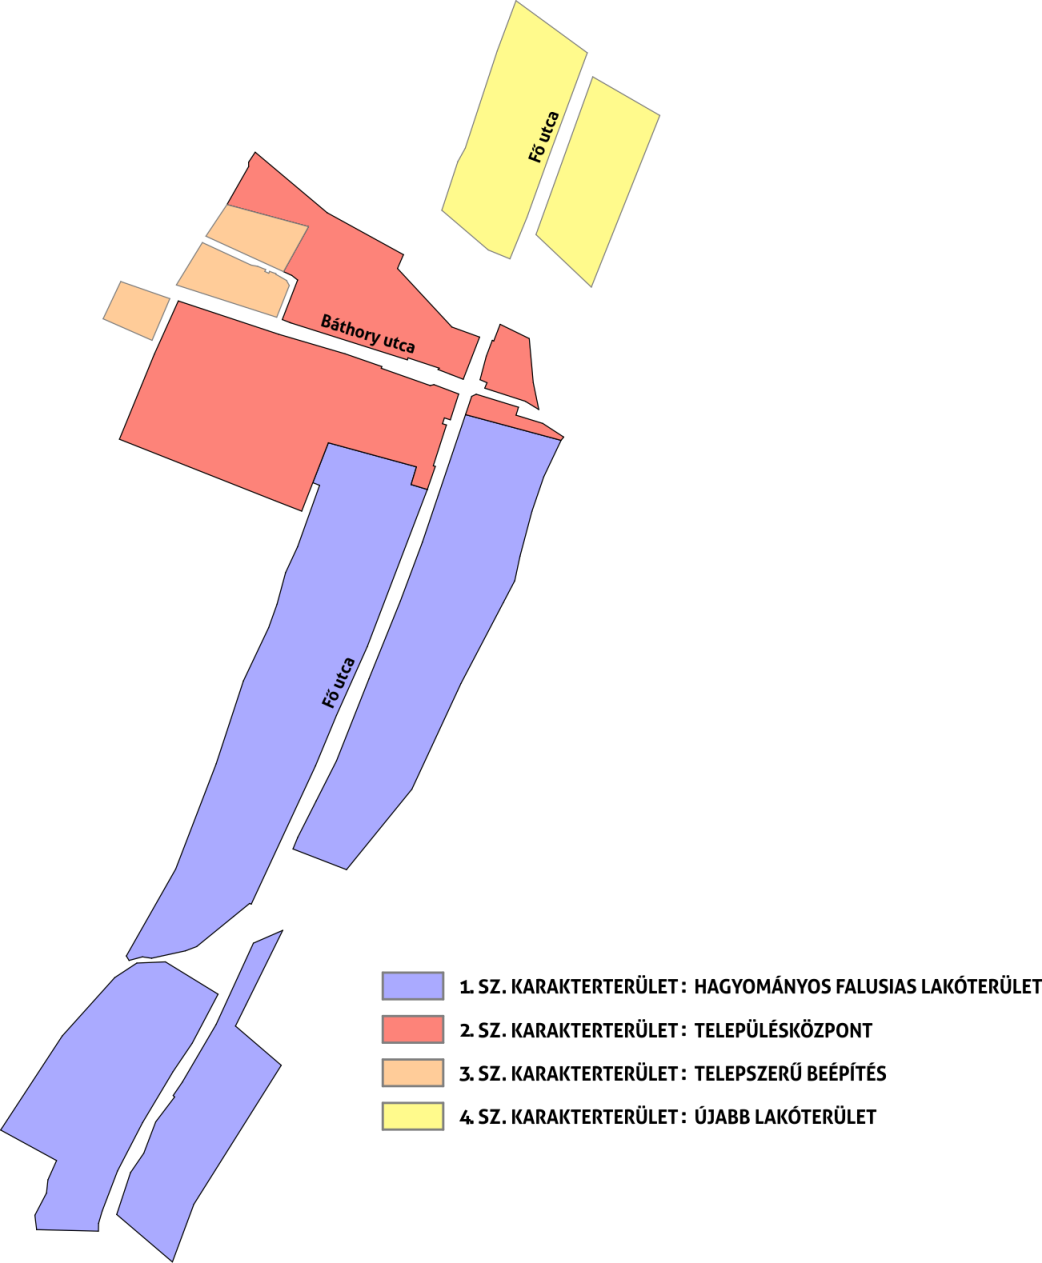 Fő utca
Báthory utca
Fő utca
1. SZ. KARAKTERTERÜLET: HAGYOMÁNYOS FALUSIAS LAKÓTERÜLET
2. SZ. KARAKTERTERÜLET: TELEPÜLÉSKÖZPONT
3. SZ. KARAKTERTERÜLET: TELEPSZERŰ BEÉPÍTÉS
4. SZ. KARAKTERTERÜLET: ÚJABB LAKÓTERÜLET